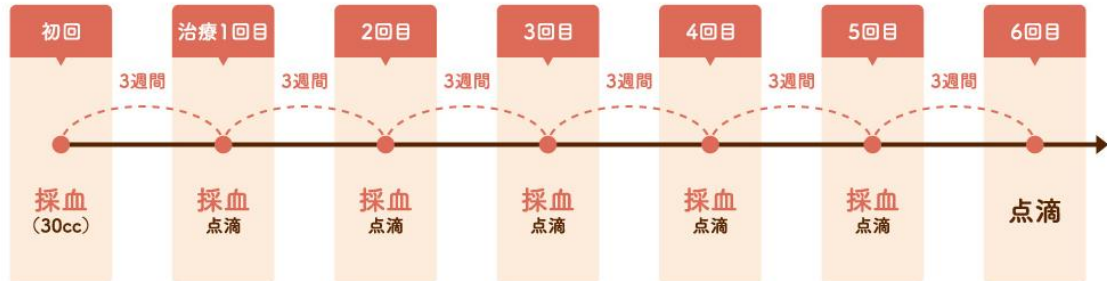 初回 治療1回目 2回目 3回目 4回目 5回目 6回目
3週間 3週間 3週間 3週間 3週間 3週間
採血 採血 採血 採血 採血 採血 点滴
（30cc） 点滴 点滴 点滴 点滴 点滴